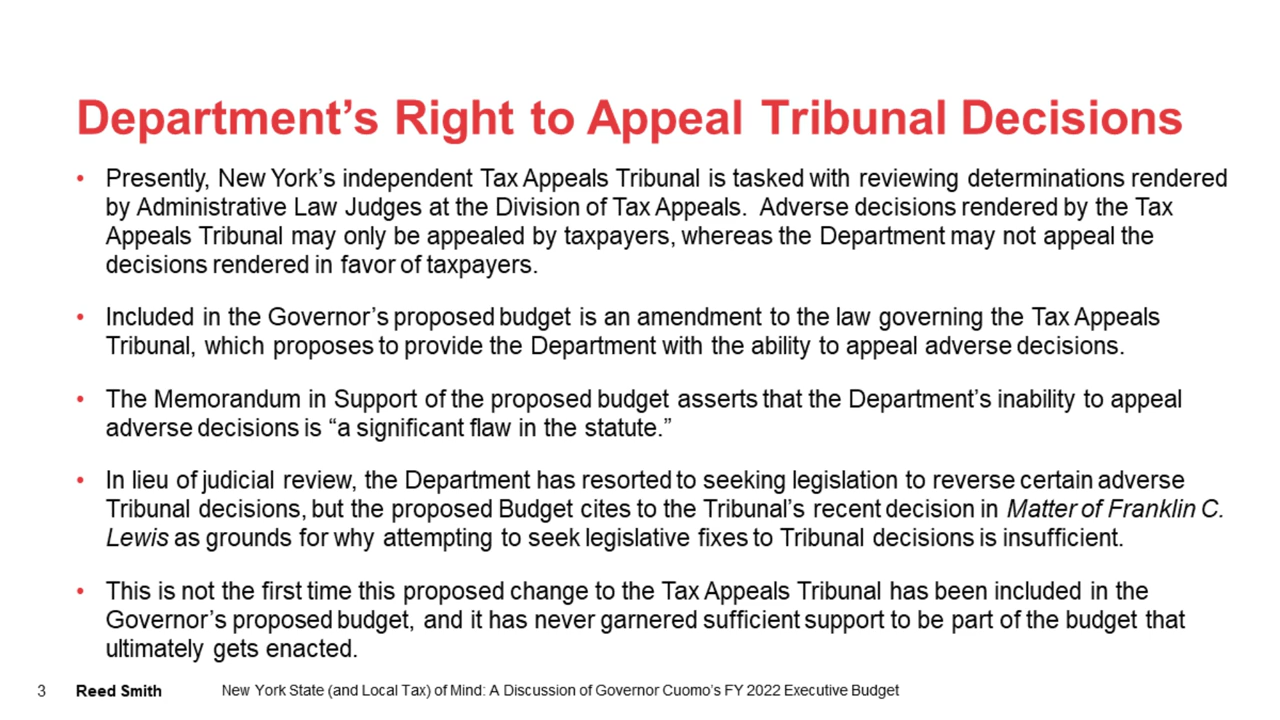 Department’s Right to Appeal Tribunal Decisions
• Presently, New York’s independent Tax Appeals Tribunal is tasked with reviewing determinations rendered
by Administrative Law Judges at the Division of Tax Appeals. Adverse decisions rendered by the Tax
Appeals Tribunal may only be appealed by taxpayers, whereas the Department may not appeal the
decisions rendered in favor of taxpayers.
• Included in the Governor’s proposed budget is an amendment to the law governing the Tax Appeals
Tribunal, which proposes to provide the Department with the ability to appeal adverse decisions.
• The Memorandum in Support of the proposed budget asserts that the Department’s inability to appeal
adverse decisions is “a significant flaw in the statute.”
• In lieu of judicial review, the Department has resorted to seeking legislation to reverse certain adverse
Tribunal decisions, but the proposed Budget cites to the Tribunal’s recent decision in Matter of Franklin C.
Lewis as grounds for why attempting to seek legislative fixes to Tribunal decisions is insufficient.
• This is not the first time this proposed change to the Tax Appeals Tribunal has been included in the
Governor’s proposed budget, and it has never garnered sufficient support to be part of the budget that
ultimately gets enacted.
3 Reed Smith New York State (and Local Tax) of Mind: A Discussion of Governor Cuomo’s FY 2022 Executive Budget